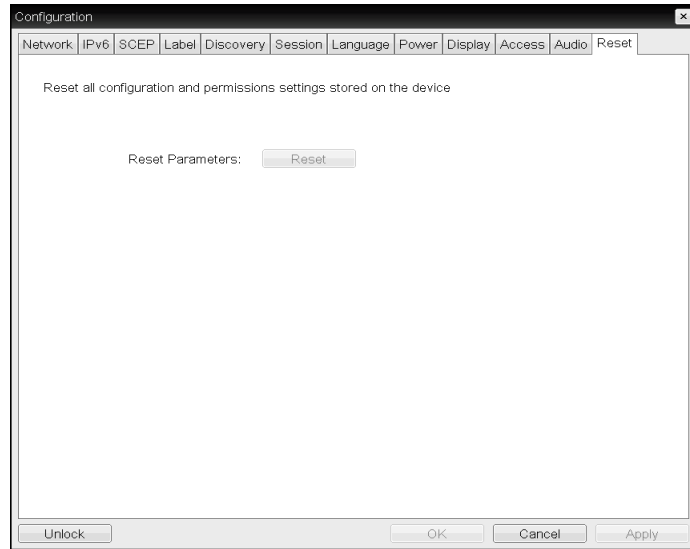 Configuration
Network IPv6 SCEP Label Discovery Session Language Power Display Access Audio Reset
Reset all configuration and permissions settings stored on the device
Reset Parameters: Reset
Unlock OK Cancel Apply